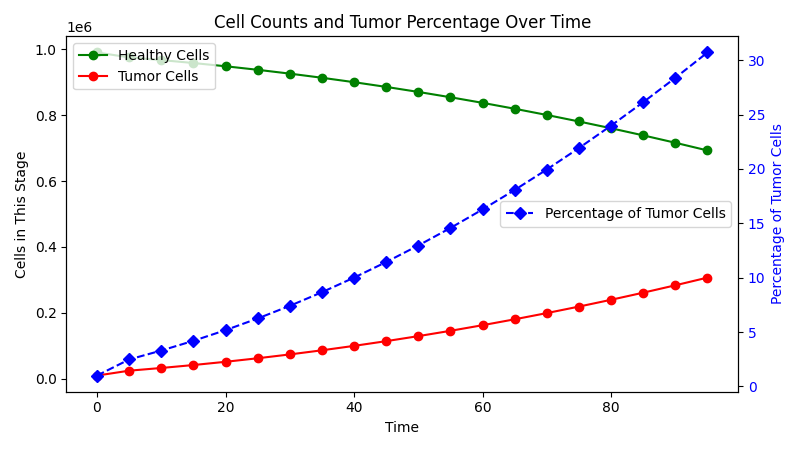 Cell Counts and Tumor Percentage Over Time
1e6
Healthy Cells
Tumor Cells
Percentage of Tumor Cells
Cells in This Stage
1.0
0.8
0.6
0.4
0.2
0.0
Percentage of Tumor Cells
30
25
20
15
10
5
0
0 20 40 60 80
Time